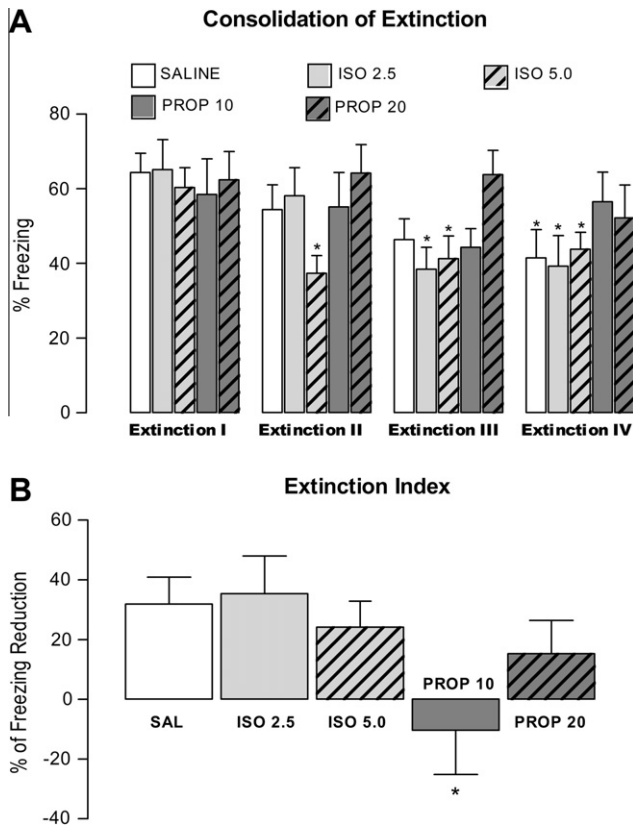 A
Consolidation of Extinction
SALINE ISO 2.5 ISO 5.0
PROP 10 PROP 20
% Freezing
80
60
40
20
0
*
* *
* * *
Extinction I Extinction II Extinction III Extinction IV
B
Extinction Index
% of Freezing Reduction
60
40
20
0
-20
-40
SAL ISO 2.5 ISO 5.0 PROP 10 PROP 20
*